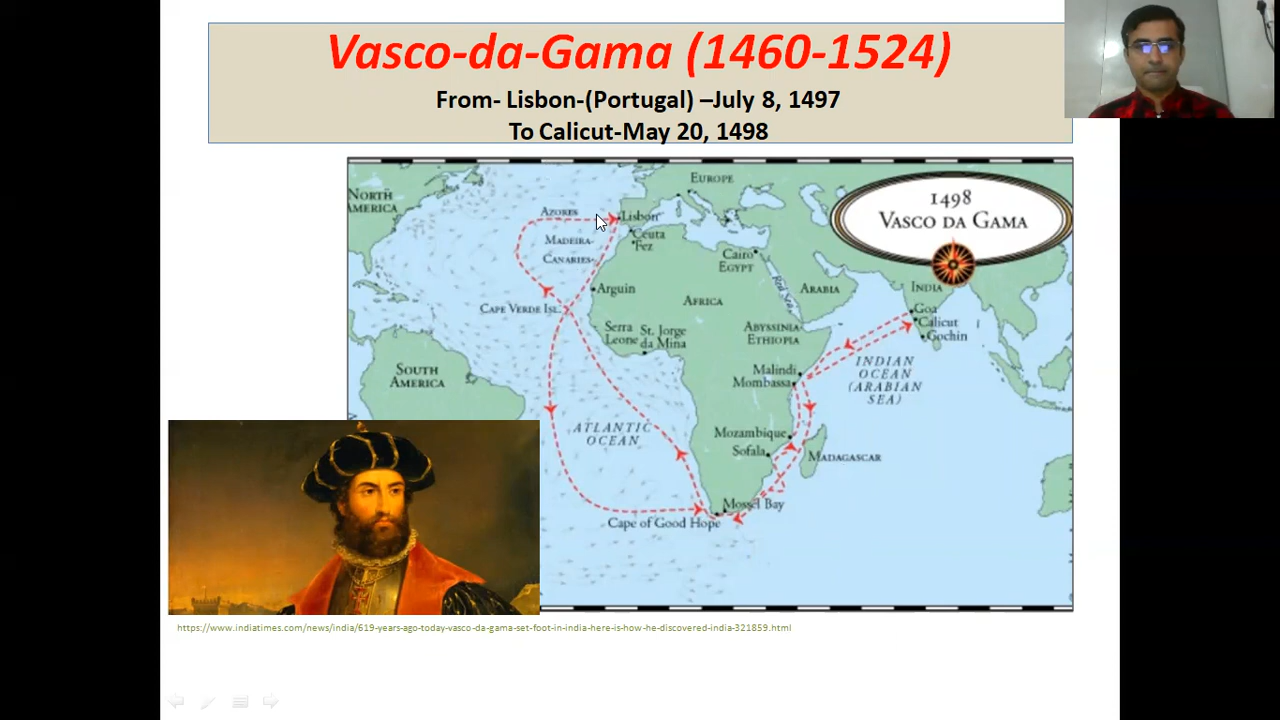 Vasco-da-Gama (1460-1524)
From- Lisbon-(Portugal) –July 8, 1497
To Calicut-May 20, 1498
NORTH
AMERICA
EUROPE
1498
VASCO DA GAMA
AZORES
Lisbon
MADEIRA
Ceuta
Fez
CANARIES
CAIRO
EGYPT
Red Sea
ARABIA
INDIA
Arguin
AFRICA
CAPE VERDE ISL.
Goa
Calicut
Gochin
Serra
Leone
St. Jorge
da Mina
ABYSSINIA
ETHIOPIA
INDIAN
OCEAN
(ARABIAN
SEA)
SOUTH
AMERICA
Malindi
Mombassa
ATLANTIC
OCEAN
Mozambique
Sofala
MADAGASCAR
Mossel Bay
Cape of Good Hope
https://www.indiatimes.com/news/india/619-years-ago-today-vasco-da-gama-set-foot-in-india-here-is-how-he-discovered-india-321859.html